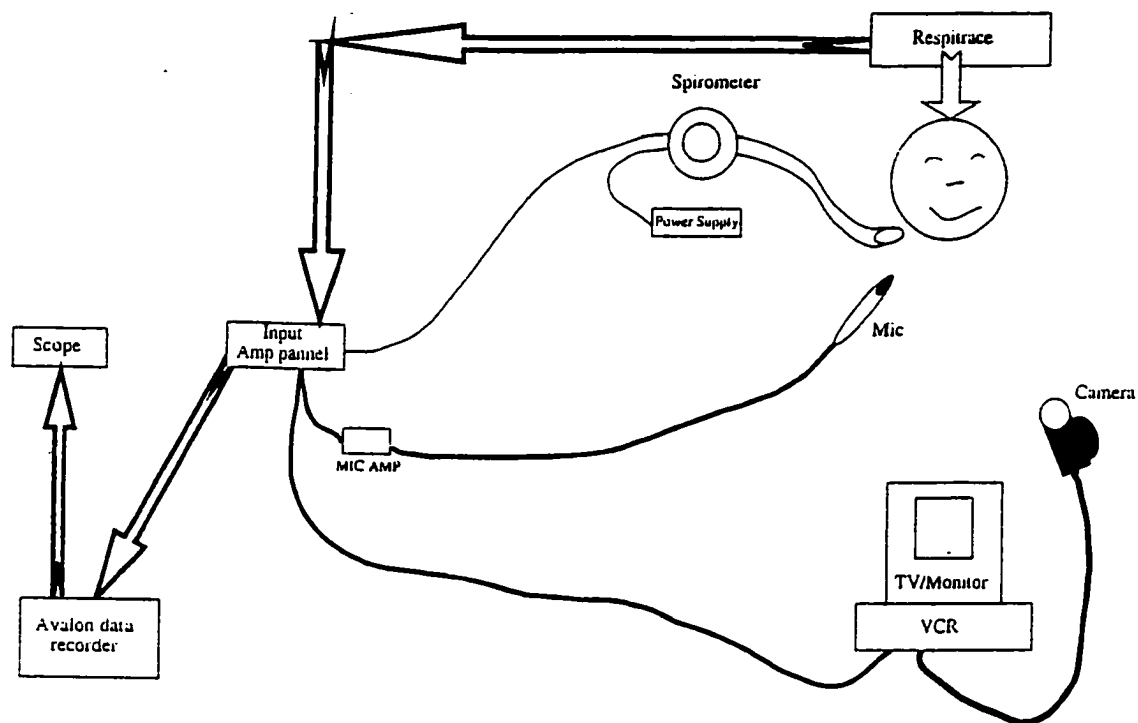 Respitrace
Spirometer
Power Supply
Mic
Input
Amp pannel
Scope
MIC AMP
Camera
TV/Monitor
VCR
Avalon data
recorder